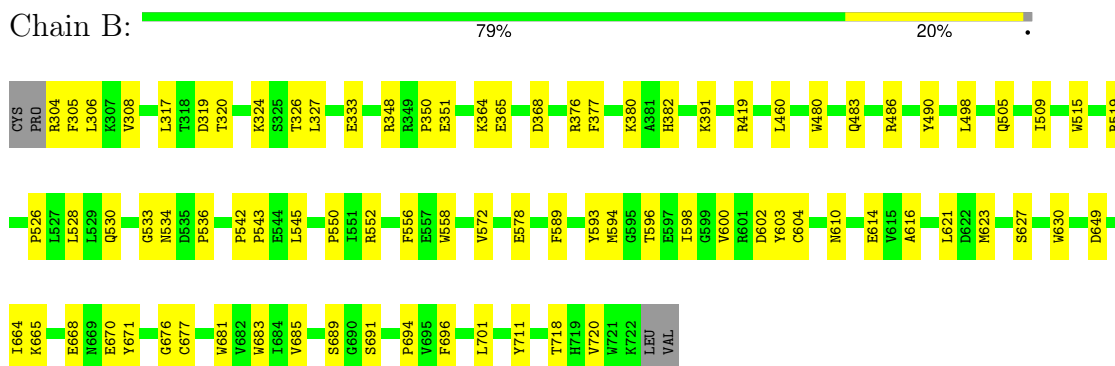 Chain B:
79% 20% •
CYS PRO R304 F305 L306 K307 V308 L317 T318 D319 T320 K324 S325 T326 L327 E333 R348 R349 P350 E351 K364 E365 D368 R376 F377 K380 A381 H382 K391 R419 L460 W480 Q483 R486 Y490 L498 Q505 I509 W515
P526 L527 L528 L529 Q530 G533 N534 D535 P536 P542 P543 E544 L545 P550 I551 R552 F556 E557 W558 V572 E578 F589 Y593 M594 G595 T596 E597 I598 G599 V600 R601 D602 Y603 C604 N610 E614 V615 A616 L621 D622 M623 S627 W630 D649
I664 K665 E668 N669 E670 Y671 G676 C677 W681 V682 W683 I684 V685 S689 G690 S691 P694 V695 F696 L701 Y711 T718 H719 V720 W721 K722 LEU VAL